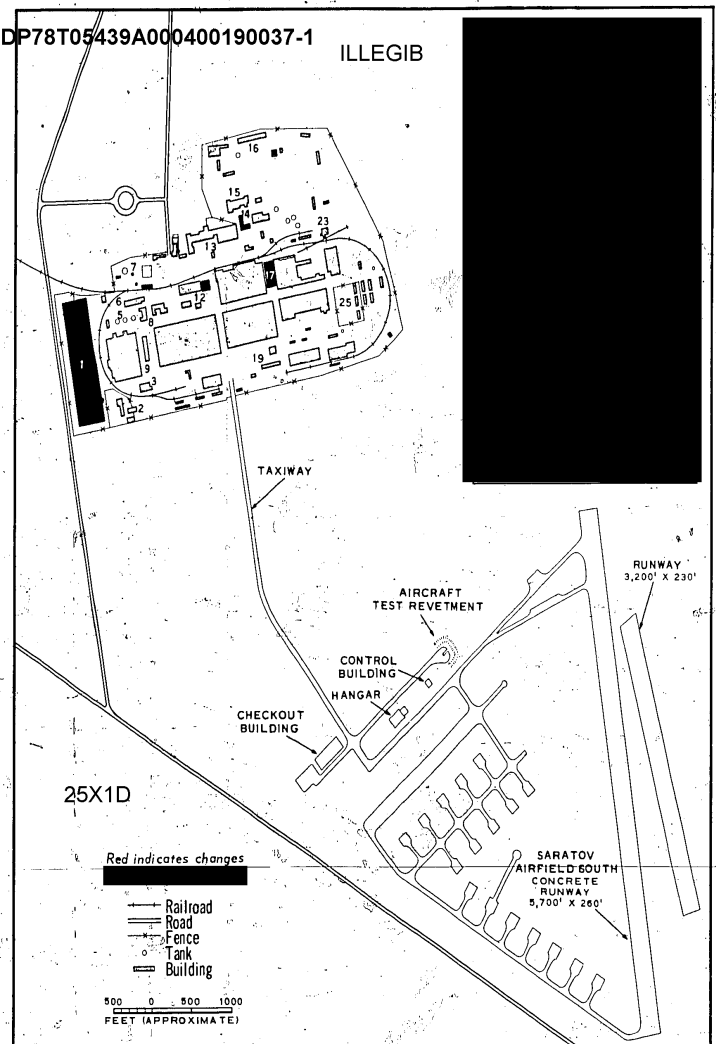 DP78T05439A000400190037-1
ILLEGIB
16
15
14
23
13
7
17
6
12
25
5
8
1
19
9
3
2
TAXIWAY
RUNWAY
3,200' X 230'
AIRCRAFT
TEST REVETMENT
CONTROL
BUILDING
HANGAR
CHECKOUT
BUILDING
25X1D
Red indicates changes
SARATOV
AIRFIELD SOUTH
CONCRETE
RUNWAY
5,700' X 260'
Railroad
Road
Fence
Tank
Building
500 0 500 1000
FEET (APPROXIMATE)